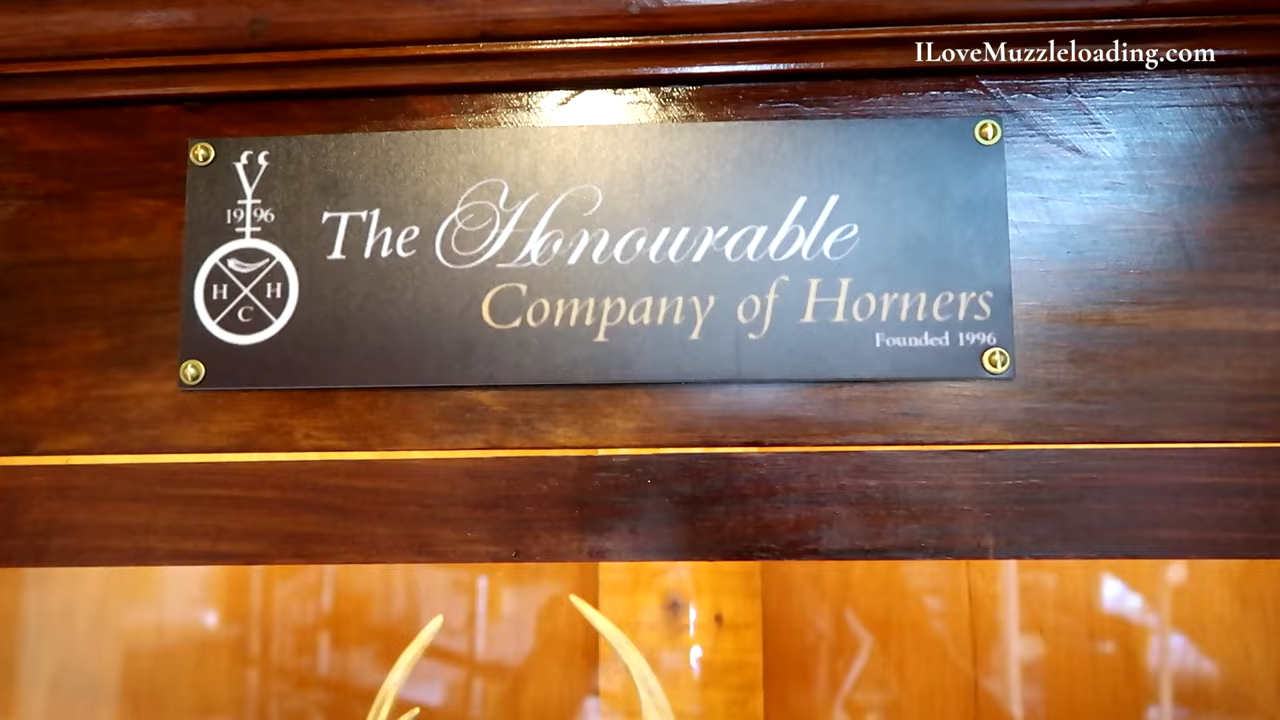 ILoveMuzzleloading.com
1996
H H
C
The Honourable
Company of Horners
Founded 1996